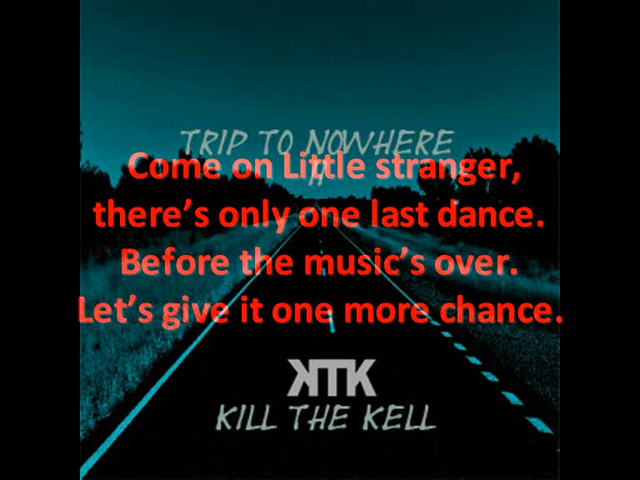 TRIP TO NOWHERE
II
Come on Little stranger,
there's only one last dance.
Before the music's over.
Let's give it one more chance.
KTK
KILL THE KELL